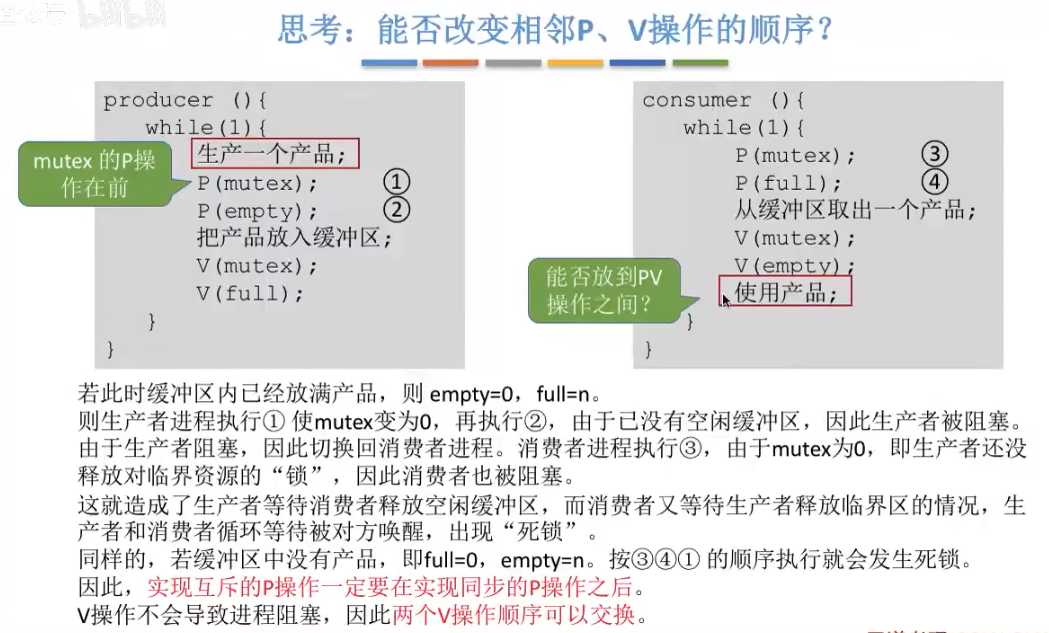 思考：能否改变相邻P、V操作的顺序？
producer (){
while(1){
生产一个产品;
P(mutex); ①
P(empty); ②
把产品放入缓冲区;
V(mutex);
V(full);
}
}
mutex 的P操
作在前
consumer (){
while(1){
P(mutex); ③
P(full); ④
从缓冲区取出一个产品;
V(mutex);
V(empty);
使用产品;
}
}
能否放到PV
操作之间？
若此时缓冲区内已经放满产品，则 empty=0，full=n。
则生产者进程执行① 使mutex变为0，再执行②，由于已没有空闲缓冲区，因此生产者被阻塞。
由于生产者阻塞，因此切换回消费者进程。消费者进程执行③，由于mutex为0，即生产者还没
释放对临界资源的“锁”，因此消费者也被阻塞。
这就造成了生产者等待消费者释放空闲缓冲区，而消费者又等待生产者释放临界区的情况，生
产者和消费者循环等待被对方唤醒，出现“死锁”。
同样的，若缓冲区中没有产品，即full=0，empty=n。按③④① 的顺序执行就会发生死锁。
因此，实现互斥的P操作一定要在实现同步的P操作之后。
V操作不会导致进程阻塞，因此两个V操作顺序可以交换。